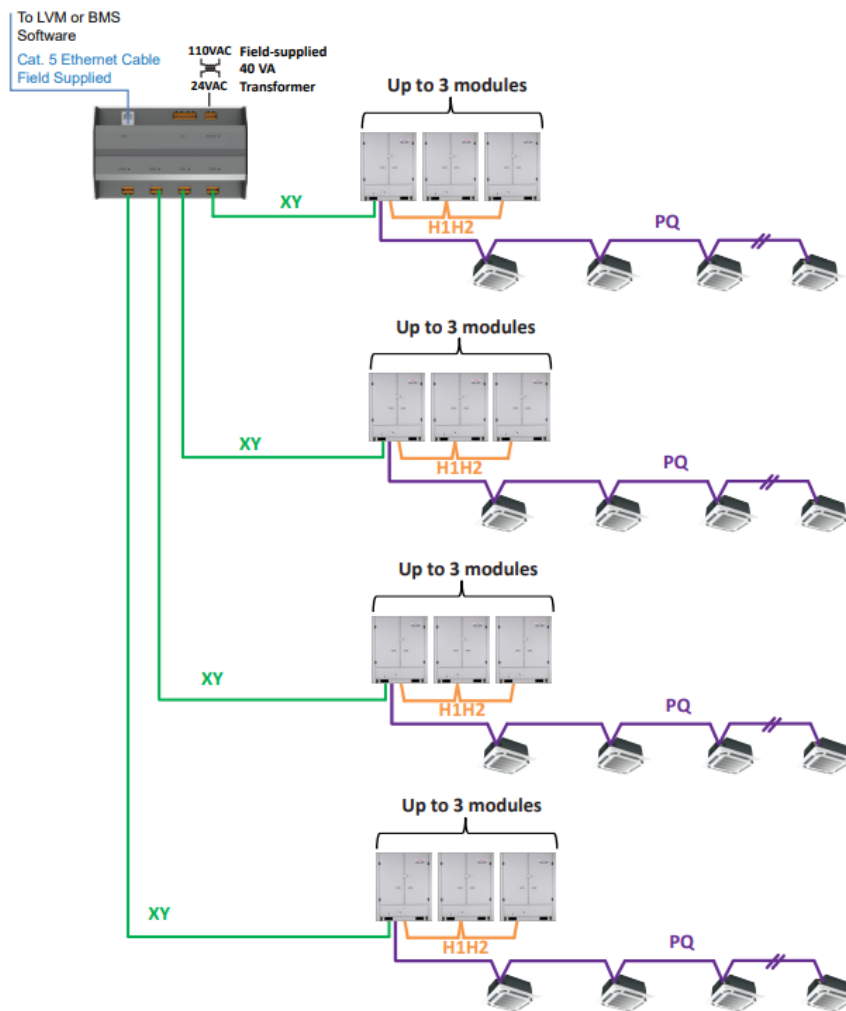 To LVM or BMS
Software
Cat. 5 Ethernet Cable
Field Supplied
110VAC Field-supplied
40 VA
24VAC Transformer
Up to 3 modules
XY
H1H2
PQ
Up to 3 modules
XY
H1H2
PQ
Up to 3 modules
XY
H1H2
PQ
Up to 3 modules
XY
H1H2
PQ